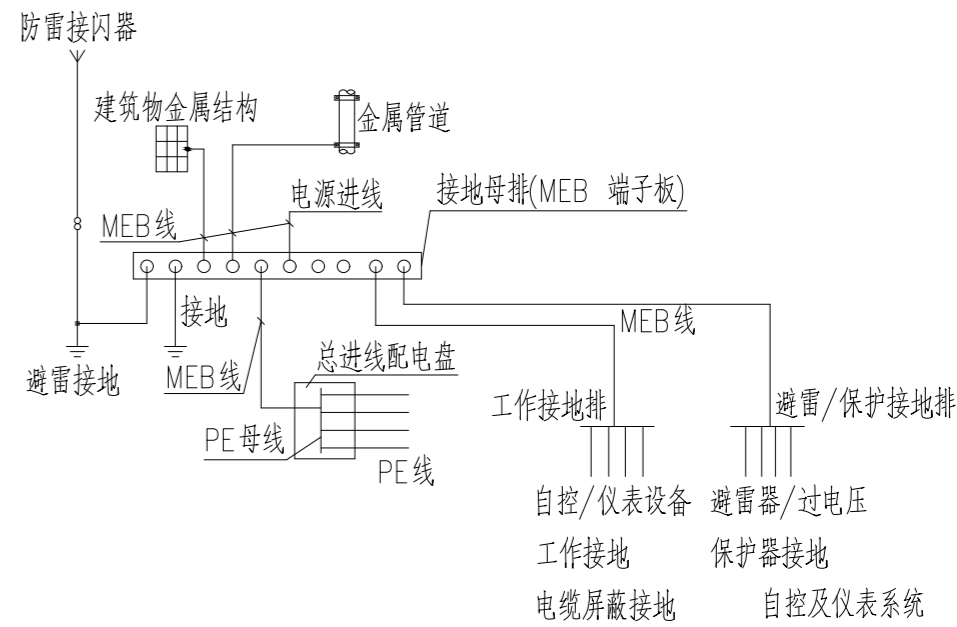 防雷接闪器
建筑物金属结构
金属管道
电源进线
接地母排(MEB 端子板)
MEB线
8
接地
MEB线
避雷接地
MEB线
总进线配电盘
工作接地排
避雷/保护接地排
PE母线
PE线
自控/仪表设备
避雷器/过电压
工作接地
保护器接地
电缆屏蔽接地
自控及仪表系统